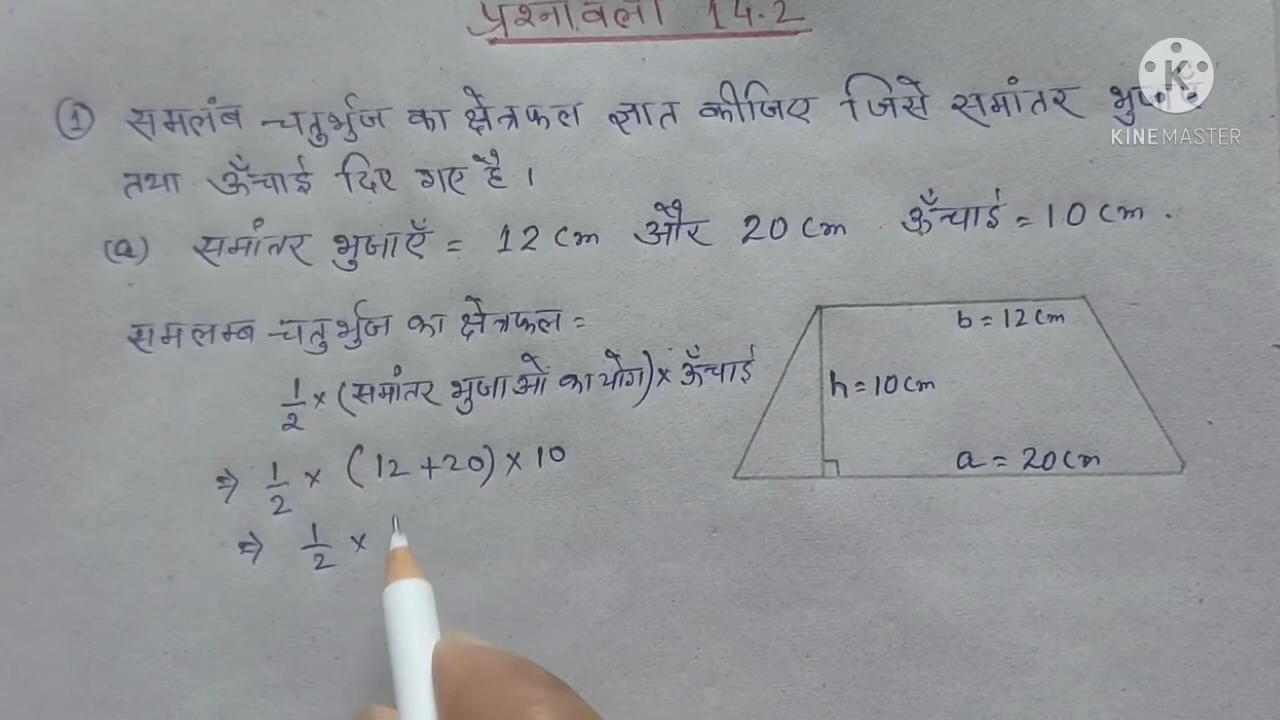 प्रश्नावली 14.2
① समलंब चतुर्भुज का क्षेत्रफल ज्ञात कीजिए जिसे समांतर
तथा ऊँचाई दिए गए है।
(a) समांतर भुजाएँ = 12 cm और 20 cm ऊँचाई = 10 cm.
समलम्ब चतुर्भुज का क्षेत्रफल =
1/2 × (समांतर भुजाओं का योग) × ऊँचाई
⇒ 1/2 × (12 + 20) × 10
⇒ 1/2 ×
b = 12 cm
h = 10 cm
a = 20 cm
K
KINEMASTER